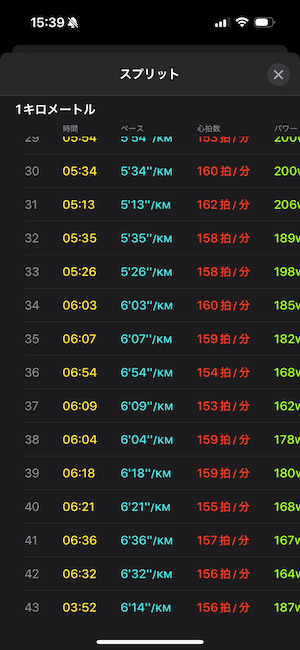 15:39
スプリット
1キロメートル
時間 ペース 心拍数 パワー
29 05:54 5'54''/KM 153拍/分 200w
30 05:34 5'34''/KM 160拍/分 200w
31 05:13 5'13''/KM 162拍/分 206w
32 05:35 5'35''/KM 158拍/分 189w
33 05:26 5'26''/KM 158拍/分 198w
34 06:03 6'03''/KM 160拍/分 185w
35 06:07 6'07''/KM 159拍/分 182w
36 06:54 6'54''/KM 154拍/分 168w
37 06:09 6'09''/KM 153拍/分 162w
38 06:04 6'04''/KM 159拍/分 178w
39 06:18 6'18''/KM 159拍/分 180w
40 06:21 6'21''/KM 155拍/分 168w
41 06:36 6'36''/KM 157拍/分 167w
42 06:32 6'32''/KM 156拍/分 164w
43 03:52 6'14''/KM 156拍/分 187w